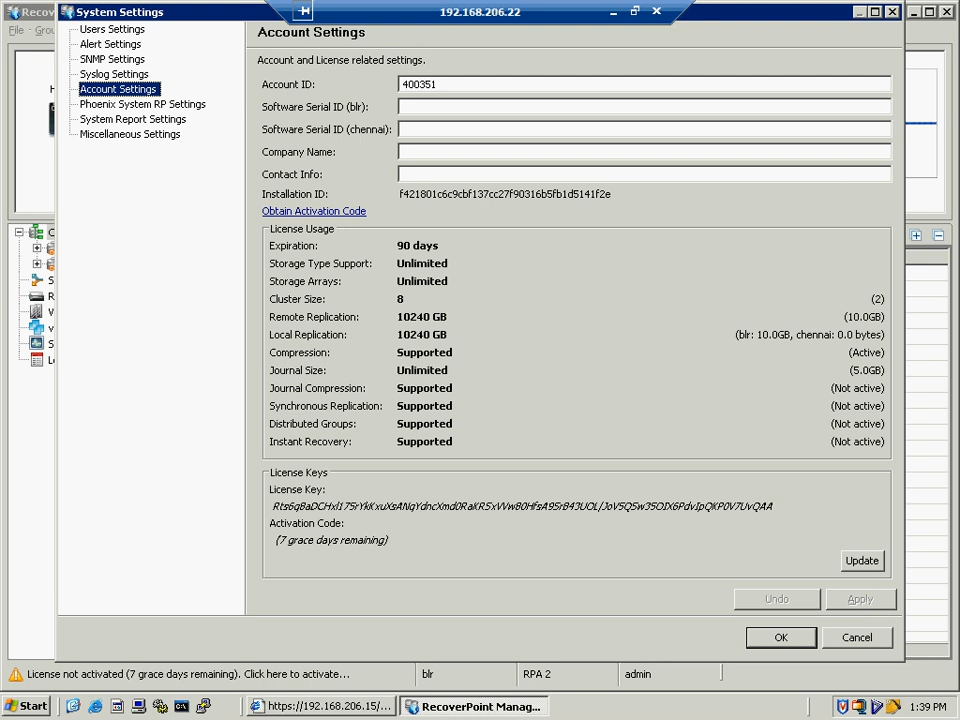 Recov
System Settings
192.168.206.22
File Grou
Users Settings
Alert Settings
SNMP Settings
Syslog Settings
Account Settings
Phoenix System RP Settings
System Report Settings
Miscellaneous Settings
Account Settings
Account and License related settings.
Account ID: 400351
Software Serial ID (blr):
Software Serial ID (chennai):
Company Name:
Contact Info:
Installation ID: f421801c6c9cbf137cc27f90316b5fb1d5141f2e
Obtain Activation Code
License Usage
Expiration: 90 days
Storage Type Support: Unlimited
Storage Arrays: Unlimited
Cluster Size: 8 (2)
Remote Replication: 10240 GB (10.0GB)
Local Replication: 10240 GB (blr: 10.0GB, chennai: 0.0 bytes)
Compression: Supported (Active)
Journal Size: Unlimited (5.0GB)
Journal Compression: Supported (Not active)
Synchronous Replication: Supported (Not active)
Distributed Groups: Supported (Not active)
Instant Recovery: Supported (Not active)
License Keys
License Key:
Activation Code:
(7 grace days remaining)
Update
Undo Apply
OK Cancel
License not activated (7 grace days remaining). Click here to activate... blr RPA 2 admin
Start https://192.168.206.15/... RecoverPoint Manag... 1:39 PM